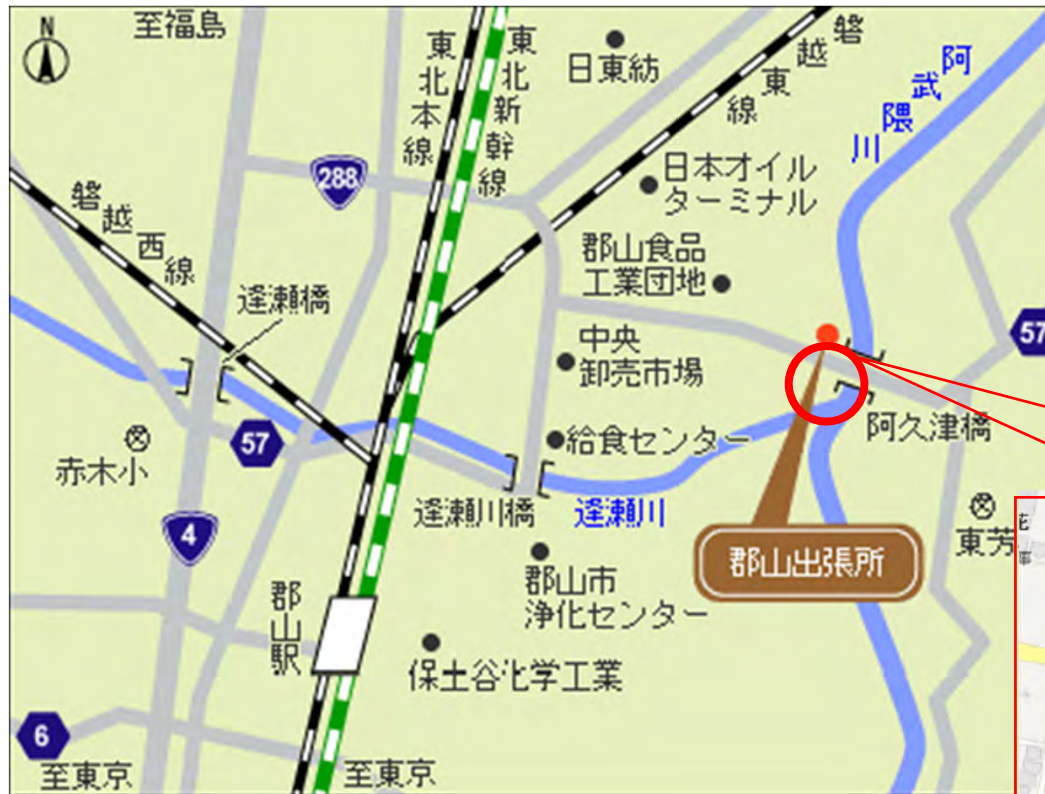 N
至福島
東北本線
東北新幹線
日東紡
磐越東線
阿武隈川
288
日本オイル
ターミナル
磐越西線
郡山食品
工業団地
逢瀬橋
57
中央
卸売市場
57
給食センター
阿久津橋
赤木小
4
逢瀬川橋
逢瀬川
東芳
郡山出張所
郡山市
浄化センター
郡山駅
保土谷化学工業
6
至東京
至東京